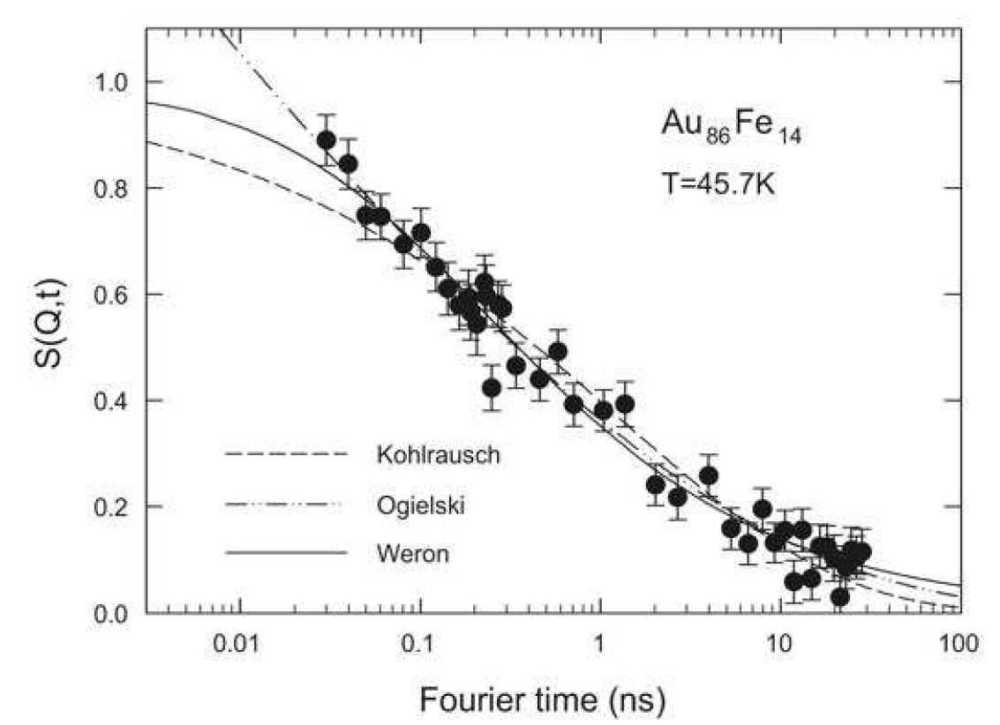 1.0
0.8
0.6
0.4
0.2
0.0
S(Q,t)
Au86Fe14
T=45.7K
Kohlrausch
Ogielski
Weron
0.01 0.1 1 10 100
Fourier time (ns)